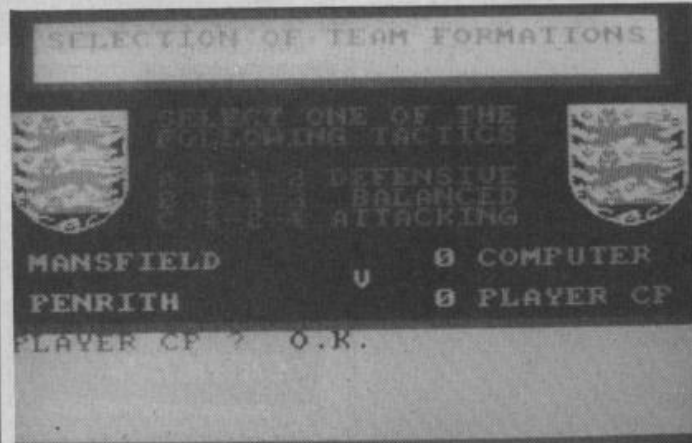 SELECTION OF TEAM FORMATIONS
SELECT ONE OF THE
FOLLOWING TACTICS
DEFENSIVE
BALANCED
ATTACKING
MANSFIELD 0 COMPUTER
V
PENRITH 0 PLAYER CP
PLAYER CP ? O.K.